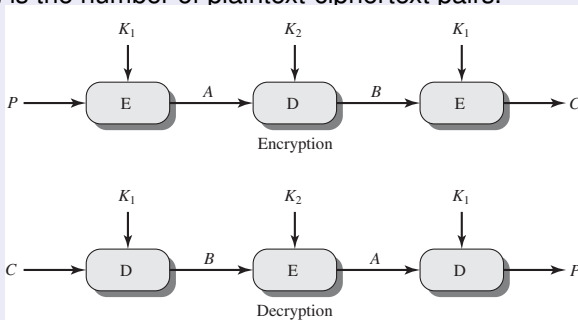 is the number of plaintext-ciphertext pairs.
K1 K2 K1
P E A D B E C
Encryption
K1 K2 K1
C D B E A D P
Decryption